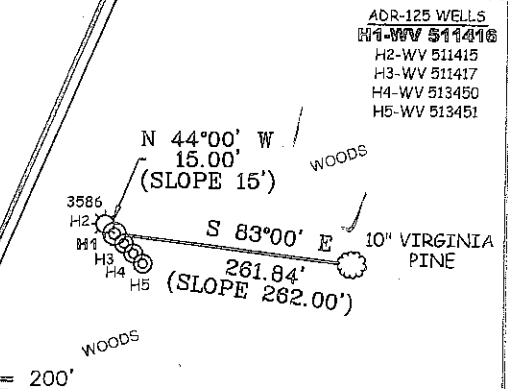 ADR-125 WELLS
H1-WV 511416
H2-WV 511415
H3-WV 511417
H4-WV 513450
H5-WV 513451
N 44°00' W
15.00'
(SLOPE 15')
WOODS
3586
H2
H1
H3
H4
H5
S 83°00' E
261.84'
(SLOPE 262.00')
10" VIRGINIA
PINE
WOODS
= 200'